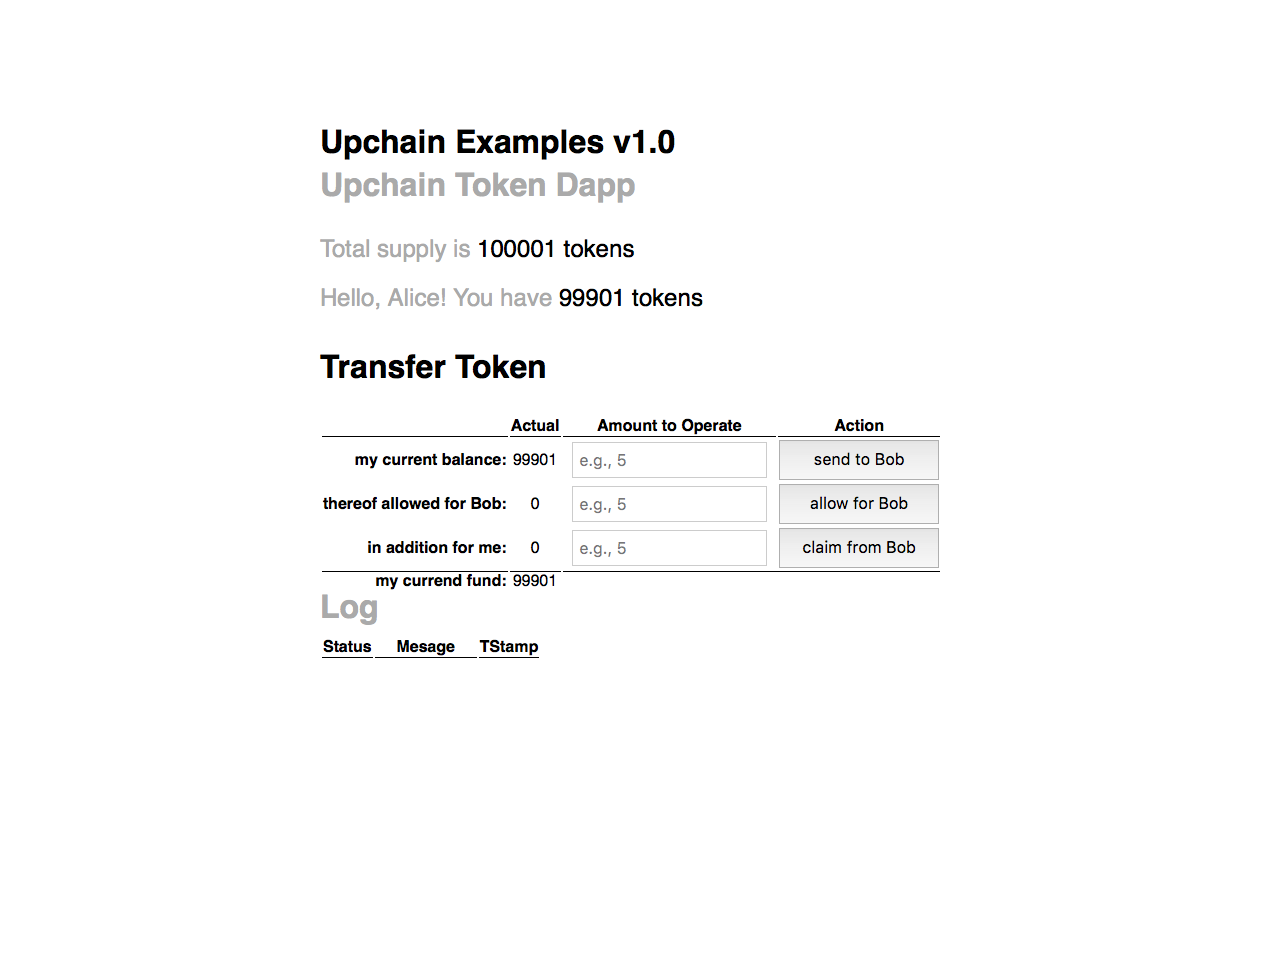 Upchain Examples v1.0
Upchain Token Dapp
Total supply is 100001 tokens
Hello, Alice! You have 99901 tokens
Transfer Token
Actual Amount to Operate Action
my current balance: 99901 e.g., 5 send to Bob
thereof allowed for Bob: 0 e.g., 5 allow for Bob
in addition for me: 0 e.g., 5 claim from Bob
my currend fund: 99901
Log
Status Mesage TStamp